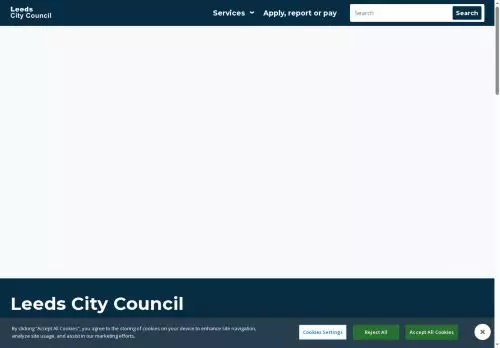 Leeds
City Council
Services
Apply, report or pay
Search
Search
Leeds City Council
By clicking "Accept All Cookies", you agree to the storing of cookies on your device to enhance site navigation,
analyze site usage, and assist in our marketing efforts.
Cookies Settings
Reject All
Accept All Cookies